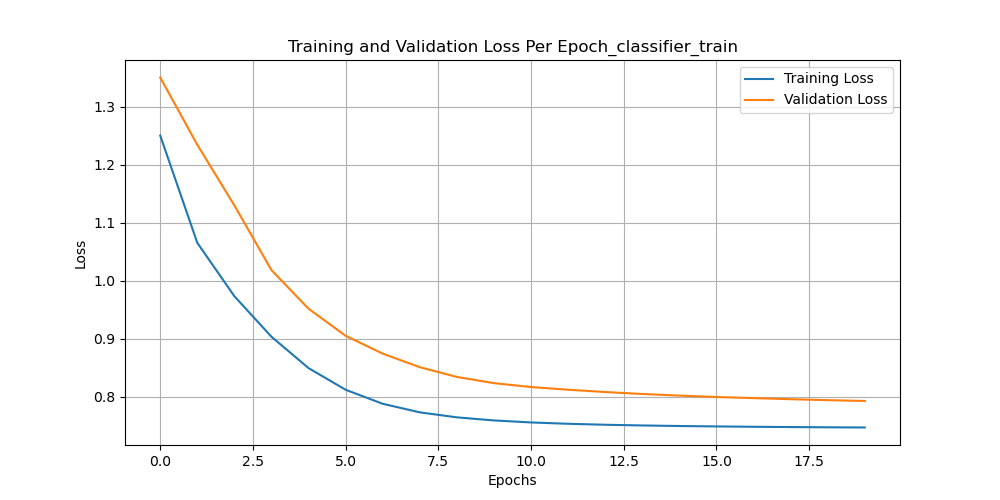 Training and Validation Loss Per Epoch_classifier_train
Training Loss
Validation Loss
1.3
1.2
1.1
1.0
0.9
0.8
Loss
0.0 2.5 5.0 7.5 10.0 12.5 15.0 17.5
Epochs